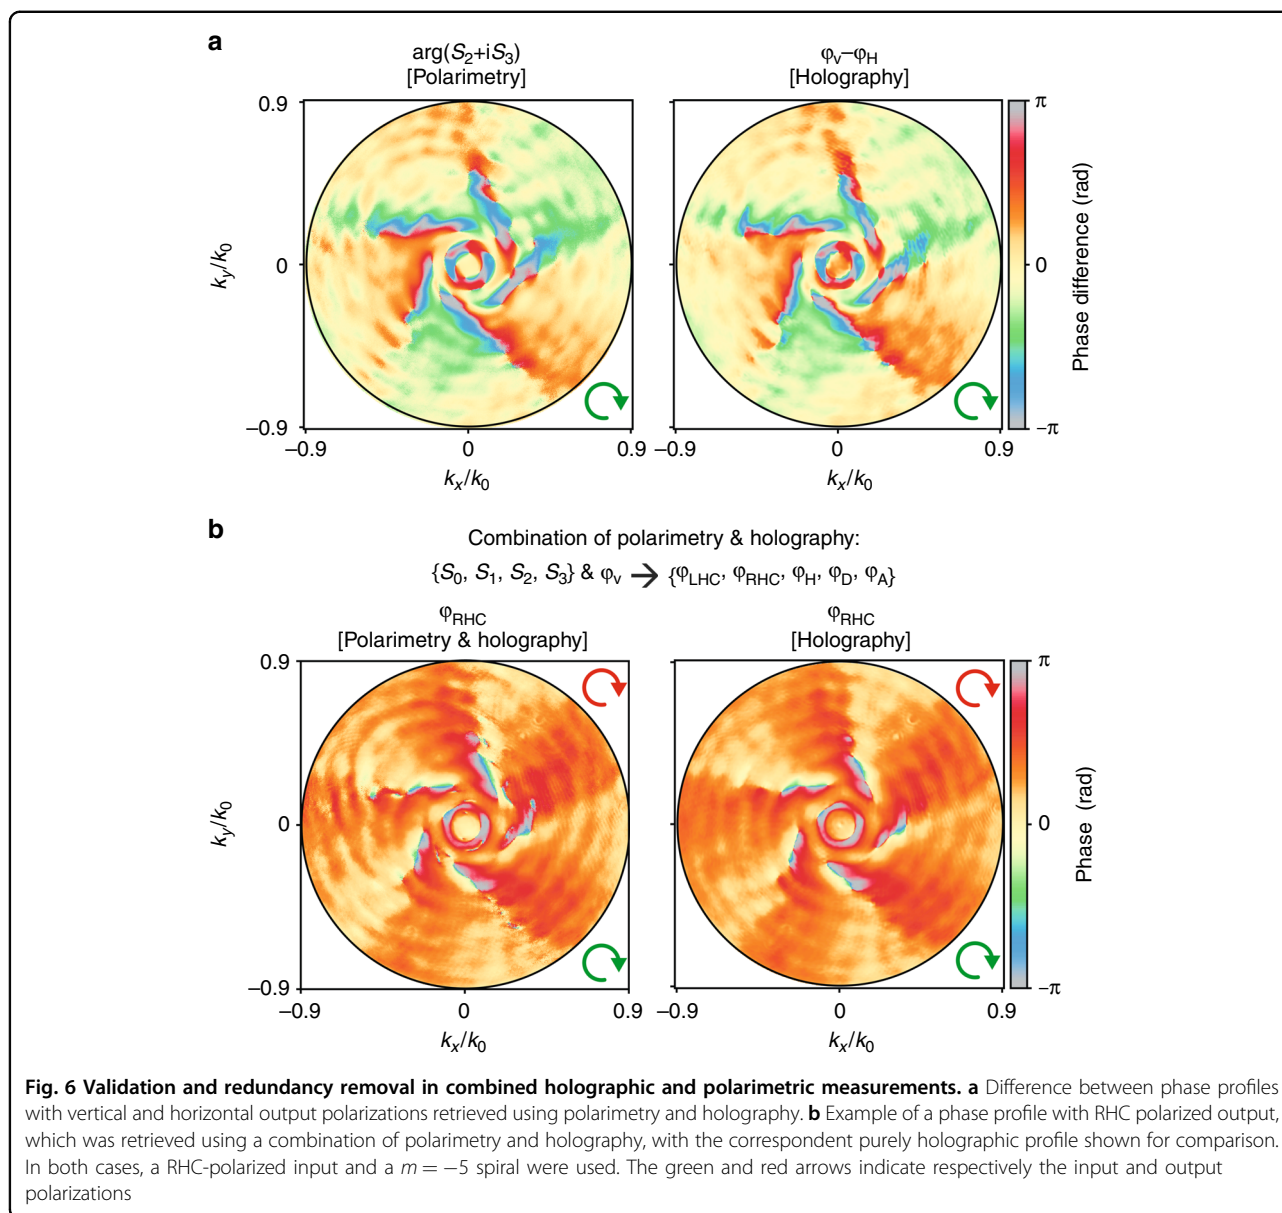 a
arg(S₂+iS₃)
[Polarimetry]
φᵥ–φH
[Holography]
0.9
0
−0.9
kᵧ/k₀
−0.9
0
0.9
kₓ/k₀
−0.9
0
0.9
kₓ/k₀
π
0
−π
Phase difference (rad)
b
Combination of polarimetry & holography:
{S₀, S₁, S₂, S₃} & φᵥ → {φLHC, φRHC, φH, φD, φA}
φRHC
[Polarimetry & holography]
φRHC
[Holography]
0.9
0
−0.9
kᵧ/k₀
−0.9
0
0.9
kₓ/k₀
−0.9
0
0.9
kₓ/k₀
π
0
−π
Phase (rad)
Fig. 6 Validation and redundancy removal in combined holographic and polarimetric measurements. a Difference between phase profiles
with vertical and horizontal output polarizations retrieved using polarimetry and holography. b Example of a phase profile with RHC polarized output,
which was retrieved using a combination of polarimetry and holography, with the correspondent purely holographic profile shown for comparison.
In both cases, a RHC-polarized input and a m = −5 spiral were used. The green and red arrows indicate respectively the input and output
polarizations